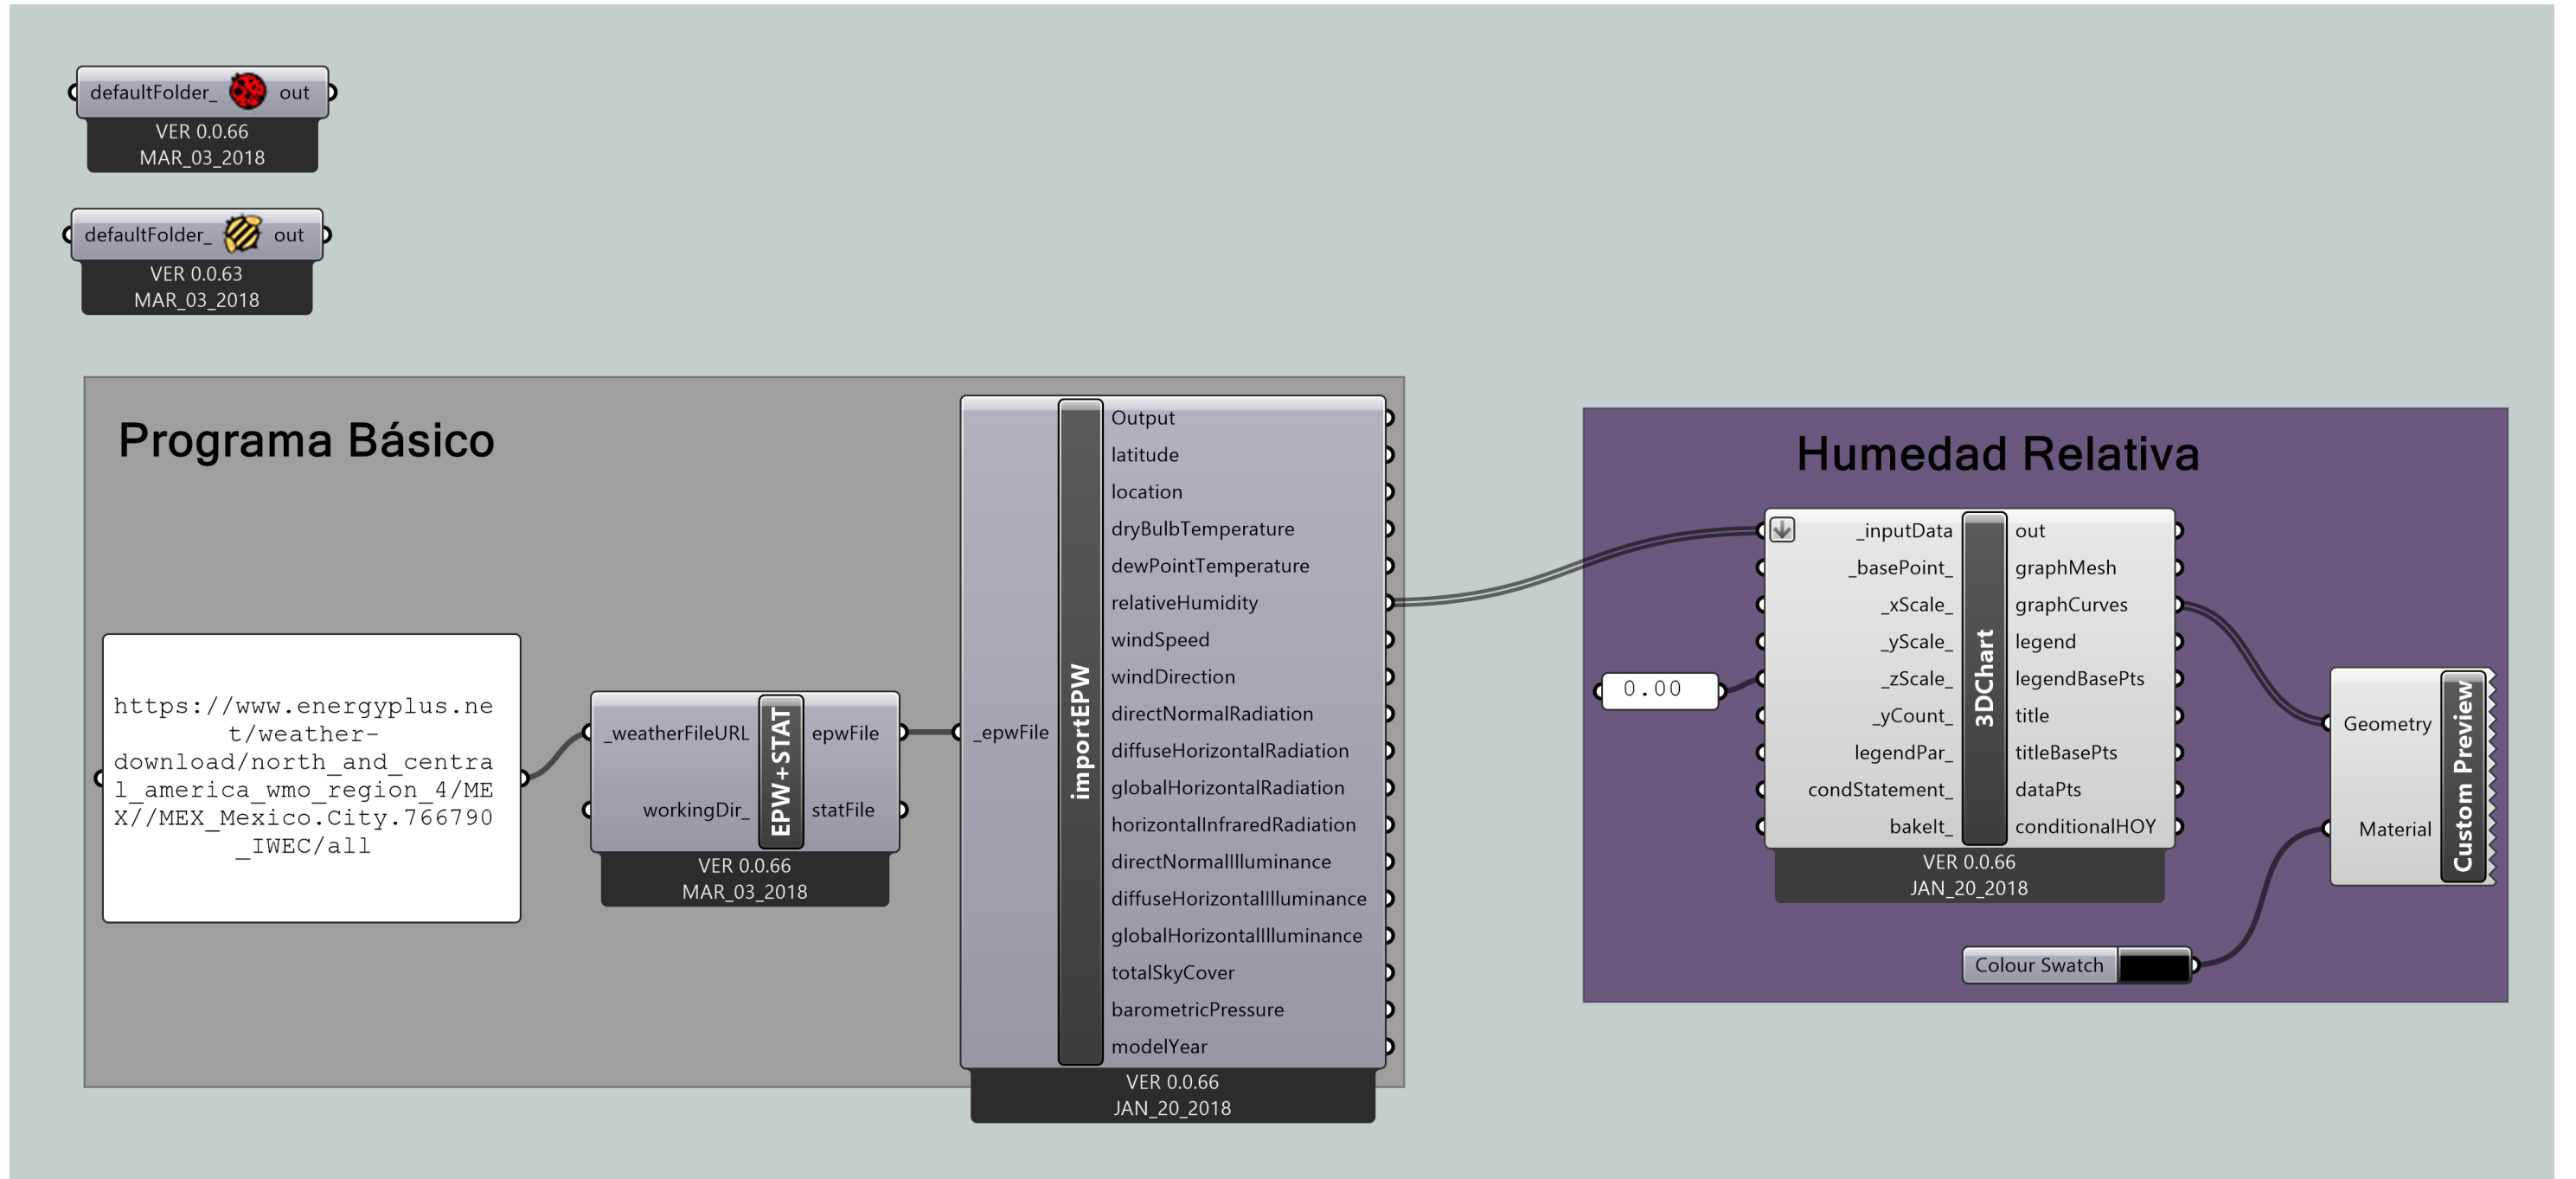 defaultFolder_ out
VER 0.0.66
MAR_03_2018
defaultFolder_ out
VER 0.0.63
MAR_03_2018
Programa Básico
https://www.energyplus.ne
t/weather-
download/north_and_centra
l_america_wmo_region_4/ME
X//MEX_Mexico.City.766790
_IWEC/all
_weatherFileURL
workingDir_
EPW+STAT
epwFile
statFile
VER 0.0.66
MAR_03_2018
_epwFile
importEPW
Output
latitude
location
dryBulbTemperature
dewPointTemperature
relativeHumidity
windSpeed
windDirection
directNormalRadiation
diffuseHorizontalRadiation
globalHorizontalRadiation
horizontalInfraredRadiation
directNormalIlluminance
diffuseHorizontalIlluminance
globalHorizontalIlluminance
totalSkyCover
barometricPressure
modelYear
VER 0.0.66
JAN_20_2018
Humedad Relativa
0.00
_inputData
_basePoint_
_xScale_
_yScale_
_zScale_
_yCount_
legendPar_
condStatement_
bakeIt_
3DChart
out
graphMesh
graphCurves
legend
legendBasePts
title
titleBasePts
dataPts
conditionalHOY
VER 0.0.66
JAN_20_2018
Colour Swatch
Geometry
Material
Custom Preview